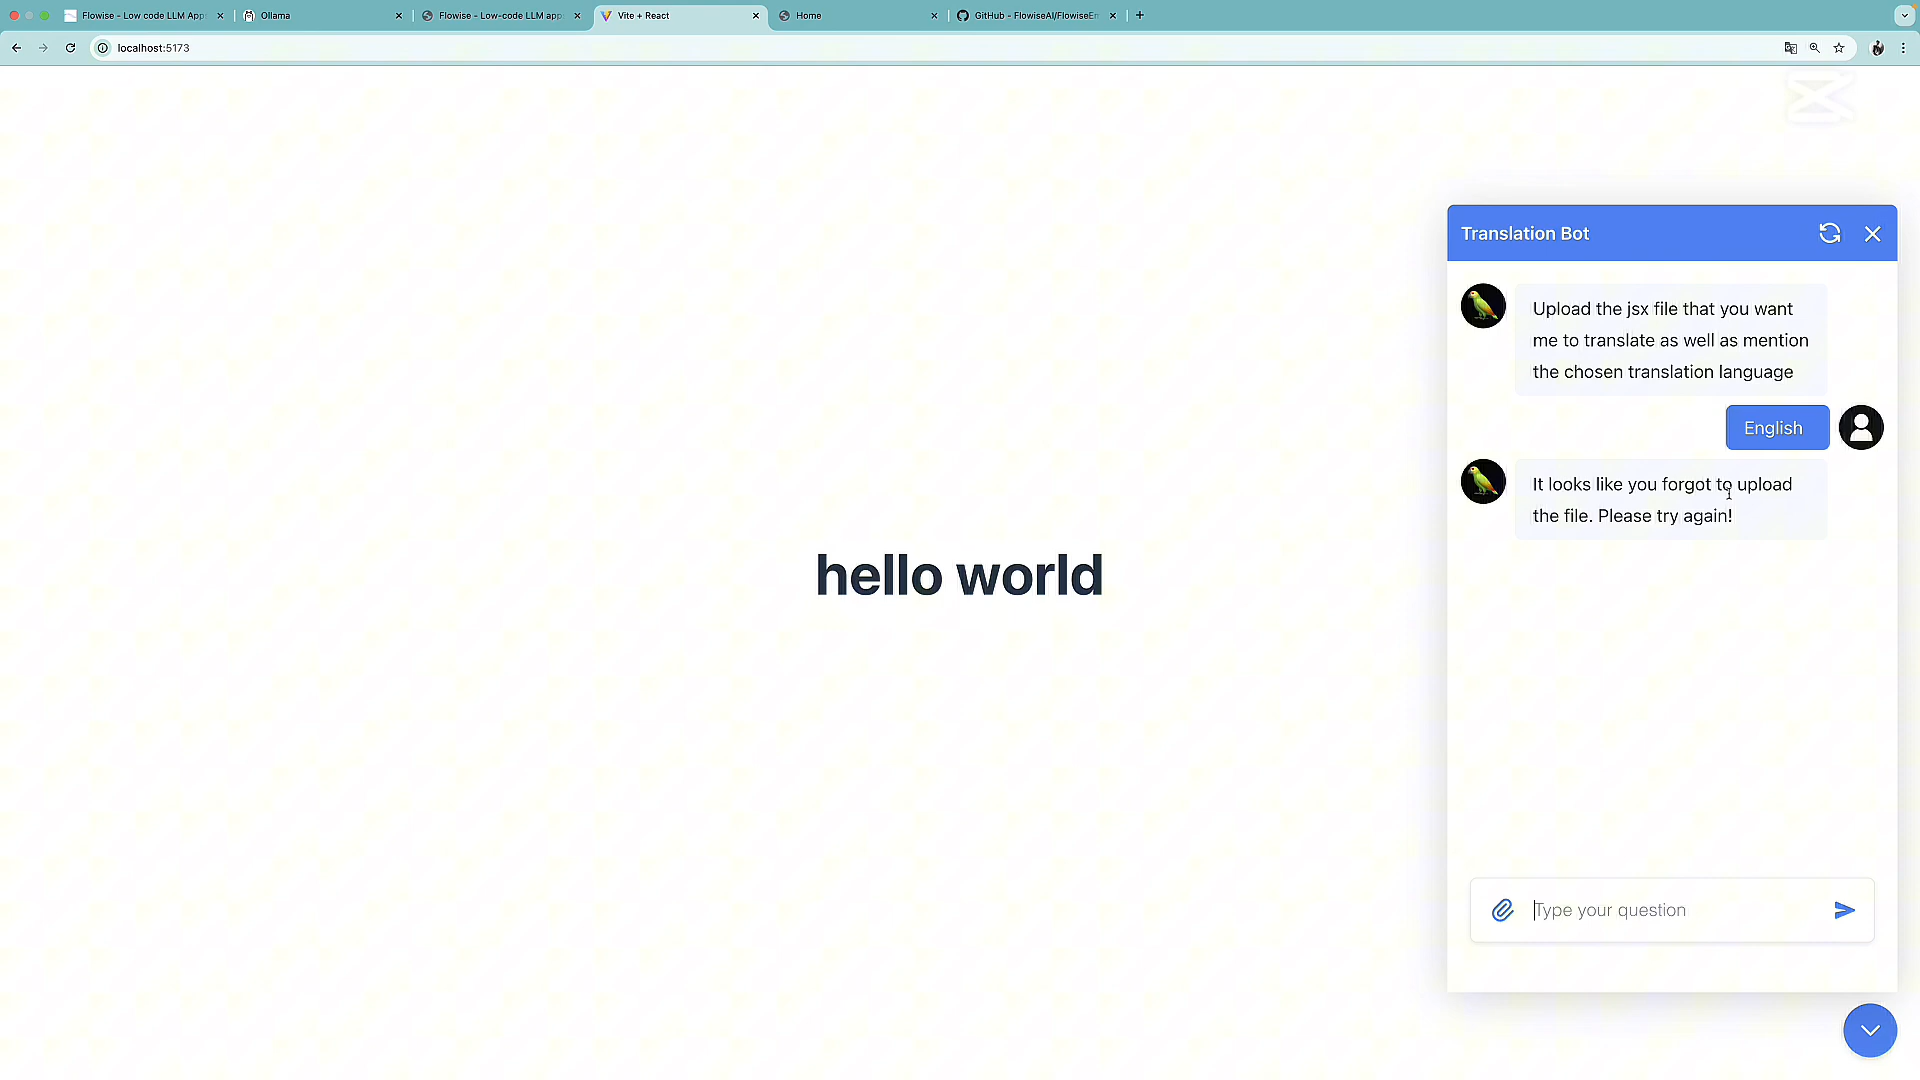 Flowise - Low code LLM Apps
Ollama
Flowise - Low-code LLM app
Vite + React
Home
GitHub - FlowiseAI/FlowiseEm
localhost:5173
Translation Bot
Upload the jsx file that you want
me to translate as well as mention
the chosen translation language
English
It looks like you forgot to upload
the file. Please try again!
hello world
Type your question